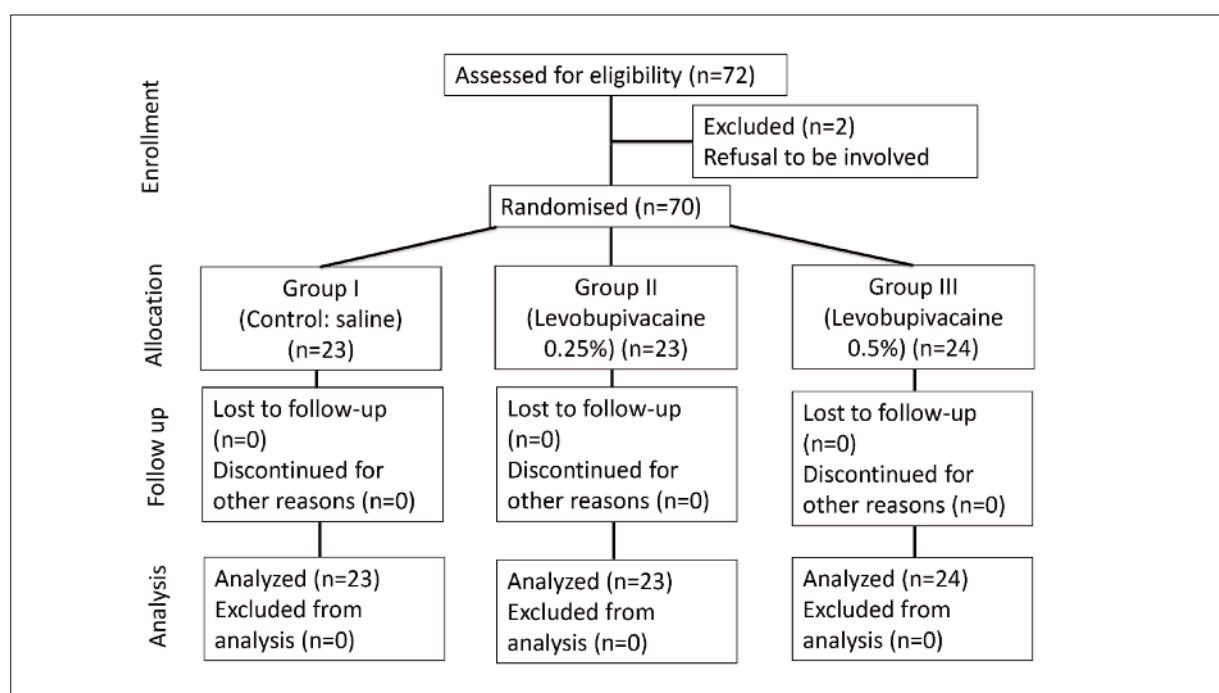 Enrollment
Assessed for eligibility (n=72)
Excluded (n=2)
Refusal to be involved
Randomised (n=70)
Allocation
Group I
(Control: saline)
(n=23)
Group II
(Levobupivacaine
0.25%) (n=23)
Group III
(Levobupivacaine
0.5%) (n=24)
Follow up
Lost to follow-up
(n=0)
Discontinued for
other reasons (n=0)
Lost to follow-up
(n=0)
Discontinued for
other reasons (n=0)
Lost to follow-up
(n=0)
Discontinued for
other reasons (n=0)
Analysis
Analyzed (n=23)
Excluded from
analysis (n=0)
Analyzed (n=23)
Excluded from
analysis (n=0)
Analyzed (n=24)
Excluded from
analysis (n=0)